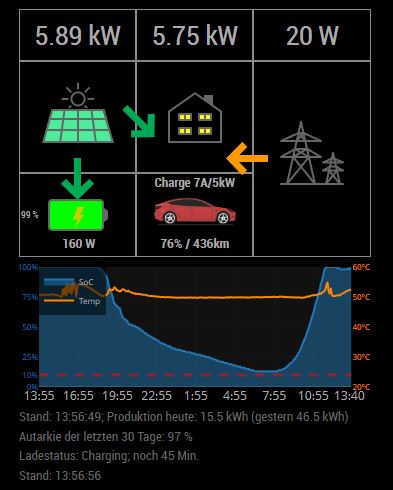 5.89 kW 5.75 kW 20 W
Charge 7A/5kW
99 %
160 W 76% / 436km
100% 60°C
SoC
Temp
75% 50°C
50% 40°C
25% 30°C
10%
0% 20°C
13:55 16:55 19:55 22:55 1:55 4:55 7:55 10:55 13:40
Stand: 13:56:49; Produktion heute: 15.5 kWh (gestern 46.5 kWh)
Autarkie der letzten 30 Tage: 97 %
Ladestatus: Charging; noch 45 Min.
Stand: 13:56:56